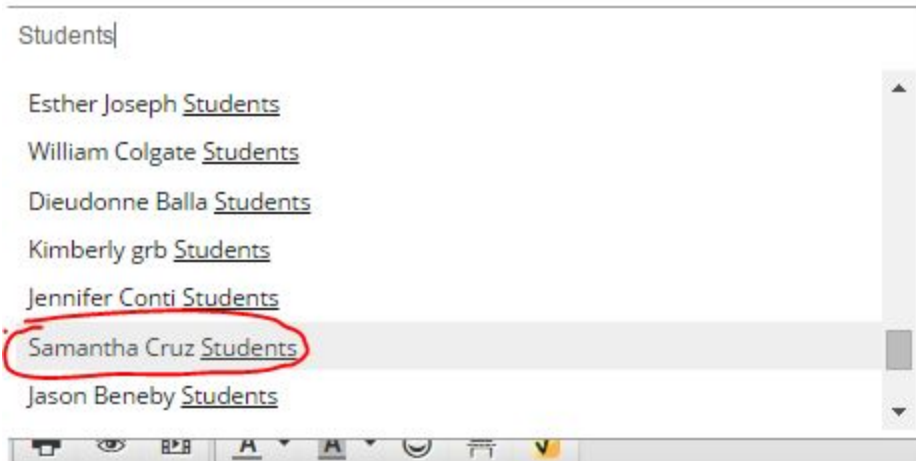 Students
Esther Joseph Students
William Colgate Students
Dieudonne Balla Students
Kimberly grb Students
Jennifer Conti Students
Samantha Cruz Students
Jason Beneby Students
A A